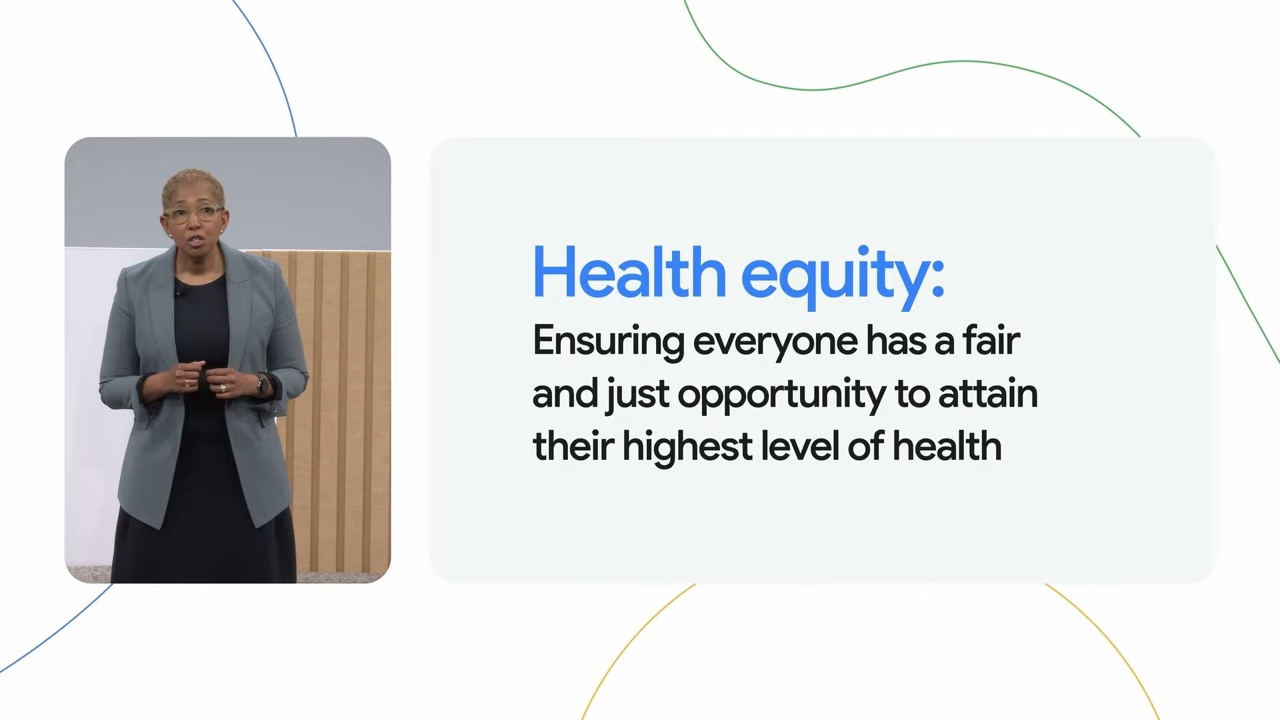 Health equity:
Ensuring everyone has a fair
and just opportunity to attain
their highest level of health